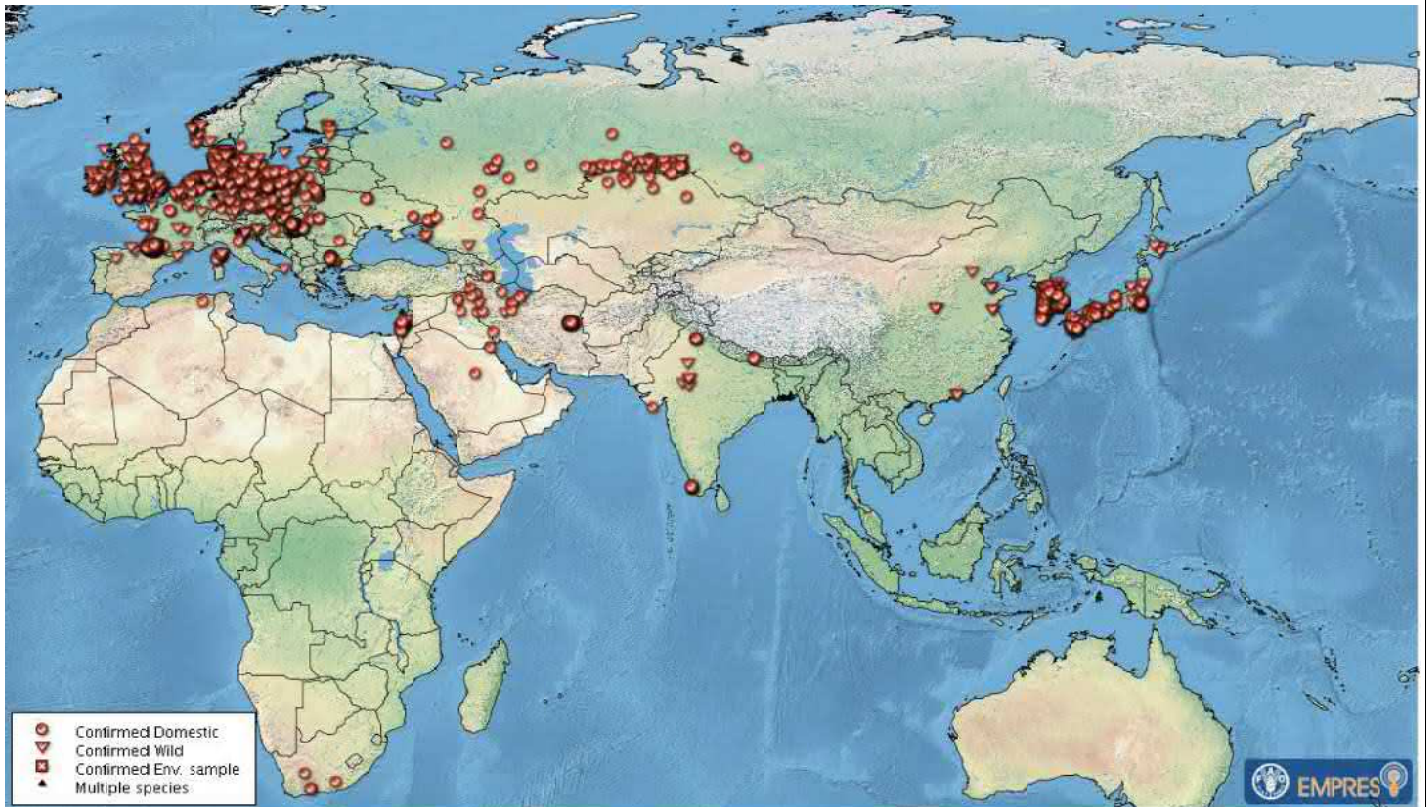 Confirmed Domestic
Confirmed Wild
Confirmed Env. sample
Multiple species
EMPRES